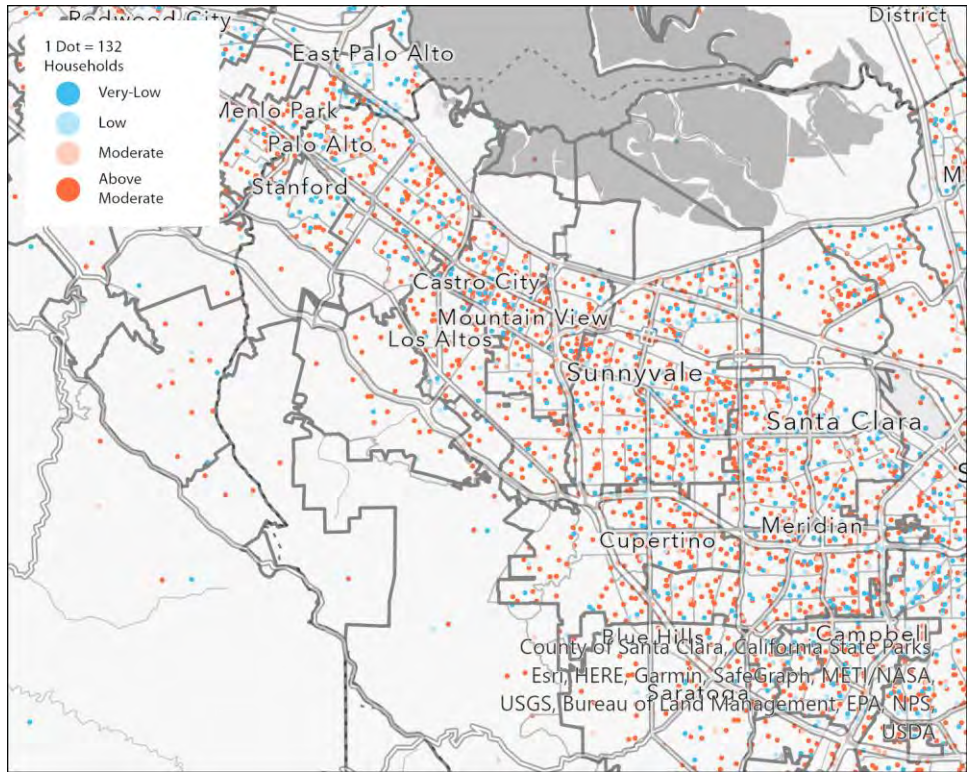 Redwood City
District
1 Dot = 132
Households
Very-Low
Low
Moderate
Above
Moderate
East Palo Alto
Menlo Park
Palo Alto
Stanford
M
Castro City
Mountain View
Los Altos
Sunnyvale
Santa Clara
S
Meridian
Cupertino
Blue Hills
Campbell
County of Santa Clara, California State Parks,
Esri, HERE, Garmin, SafeGraph, METI/NASA,
Saratoga
USGS, Bureau of Land Management, EPA, NPS,
USDA